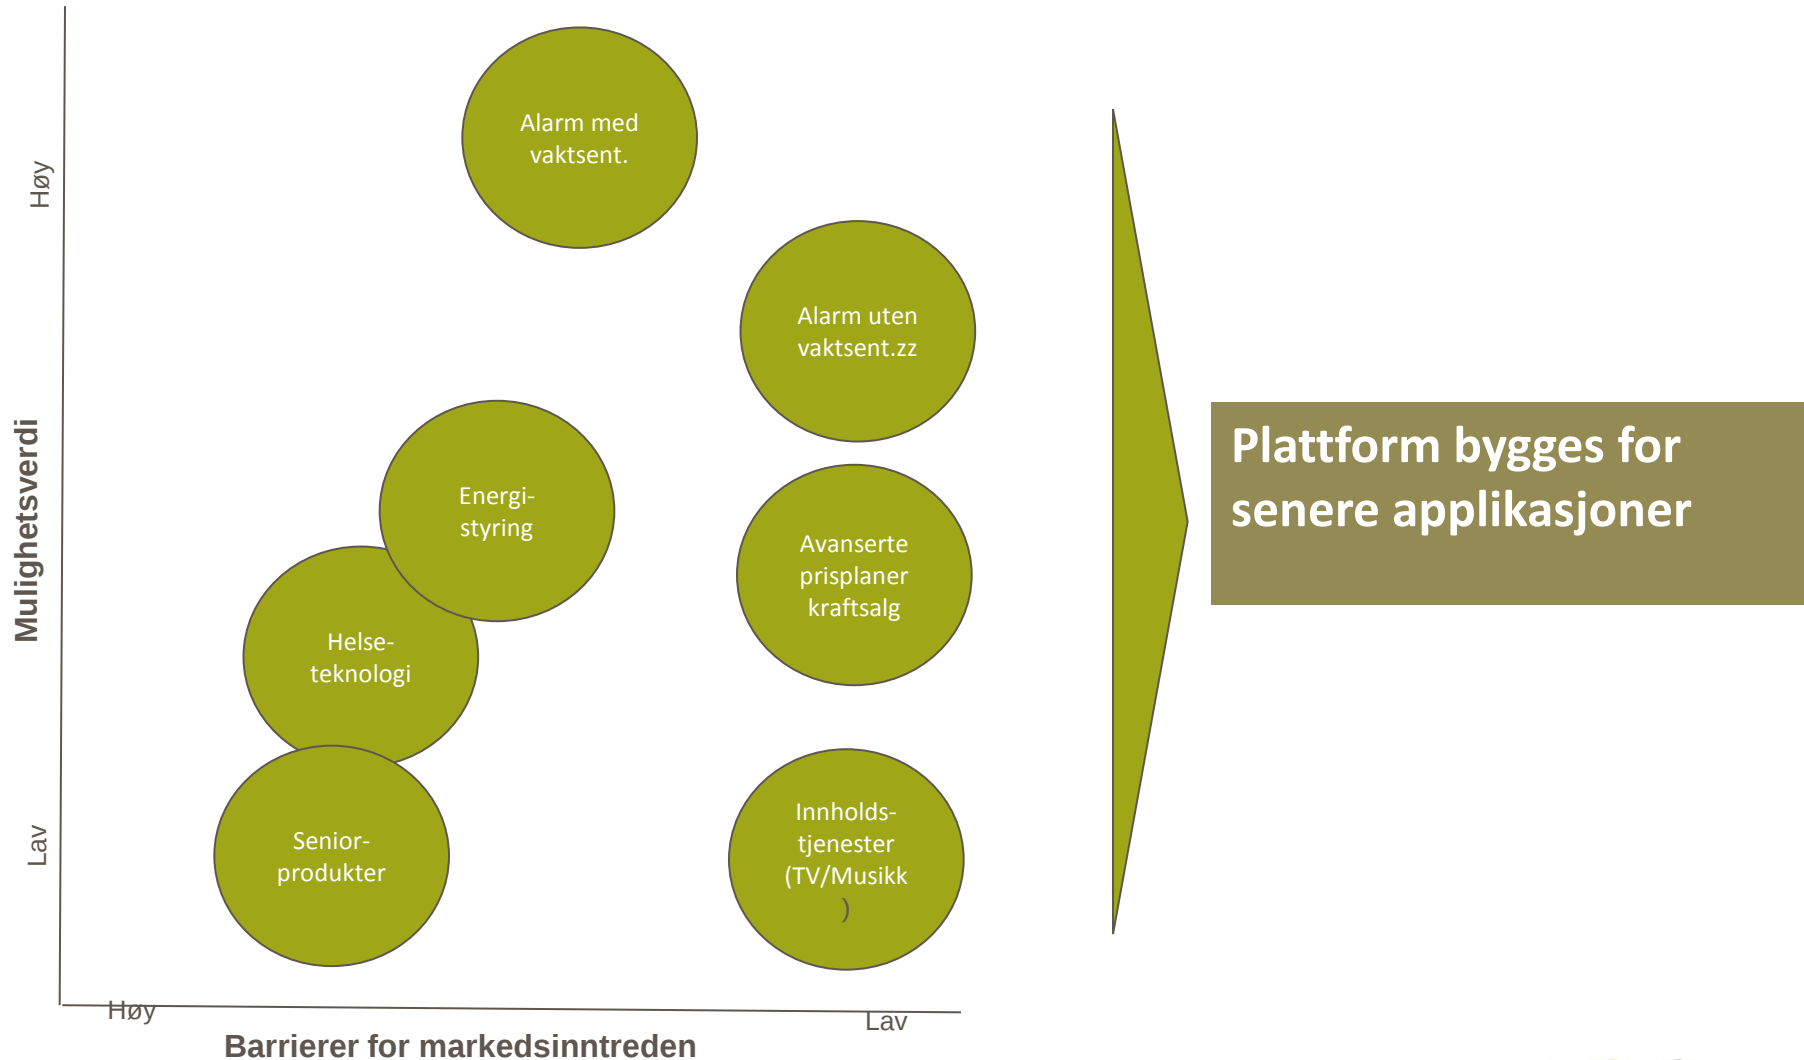 Høy
Mulighetsverdi
Lav
Alarm med
vaktsent.
Alarm uten
vaktsent.zz
Energi-
styring
Avanserte
prisplaner
kraftsalg
Helse-
teknologi
Senior-
produkter
Innholds-
tjenester
(TV/Musikk
)
Høy
Lav
Barrierer for markedsinntreden
Plattform bygges for
senere applikasjoner